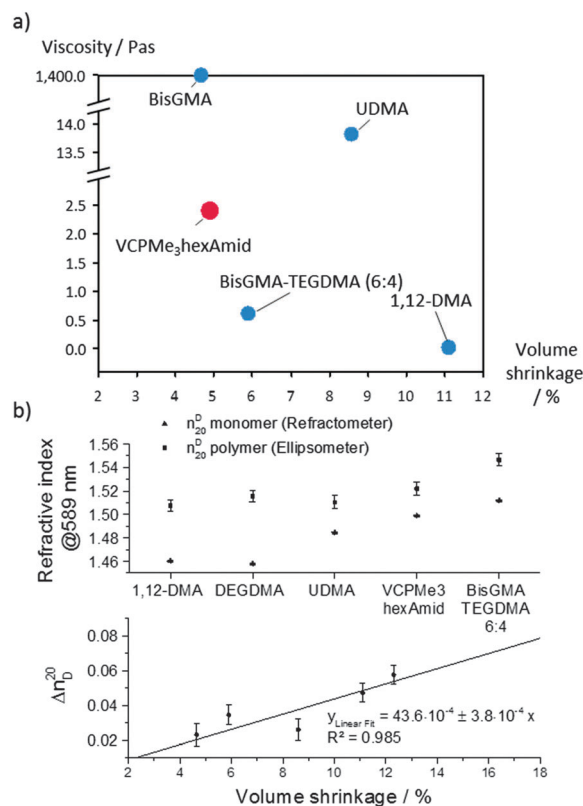 a)
Viscosity / Pas
1,400.0
BisGMA
UDMA
14.0
13.5
2.5
VCPMe₃hexAmid
2.0
1.5
BisGMA-TEGDMA (6:4)
1.0
1,12-DMA
0.5
0.0
Volume
shrinkage
/ %
2 3 4 5 6 7 8 9 10 11 12
b)
n₂₀ᴰ monomer (Refractometer)
n₂₀ᴰ polymer (Ellipsometer)
Refractive index
@589 nm
1.56
1.54
1.52
1.50
1.48
1.46
1,12-DMA DEGDMA UDMA VCPMe3 BisGMA
hexAmid TEGDMA
6:4
Δn_D²⁰
0.08
0.06
0.04
0.02
y_Linear Fit = 43.6·10⁻⁴ ± 3.8·10⁻⁴ x
R² = 0.985
2 4 6 8 10 12 14 16 18
Volume shrinkage / %